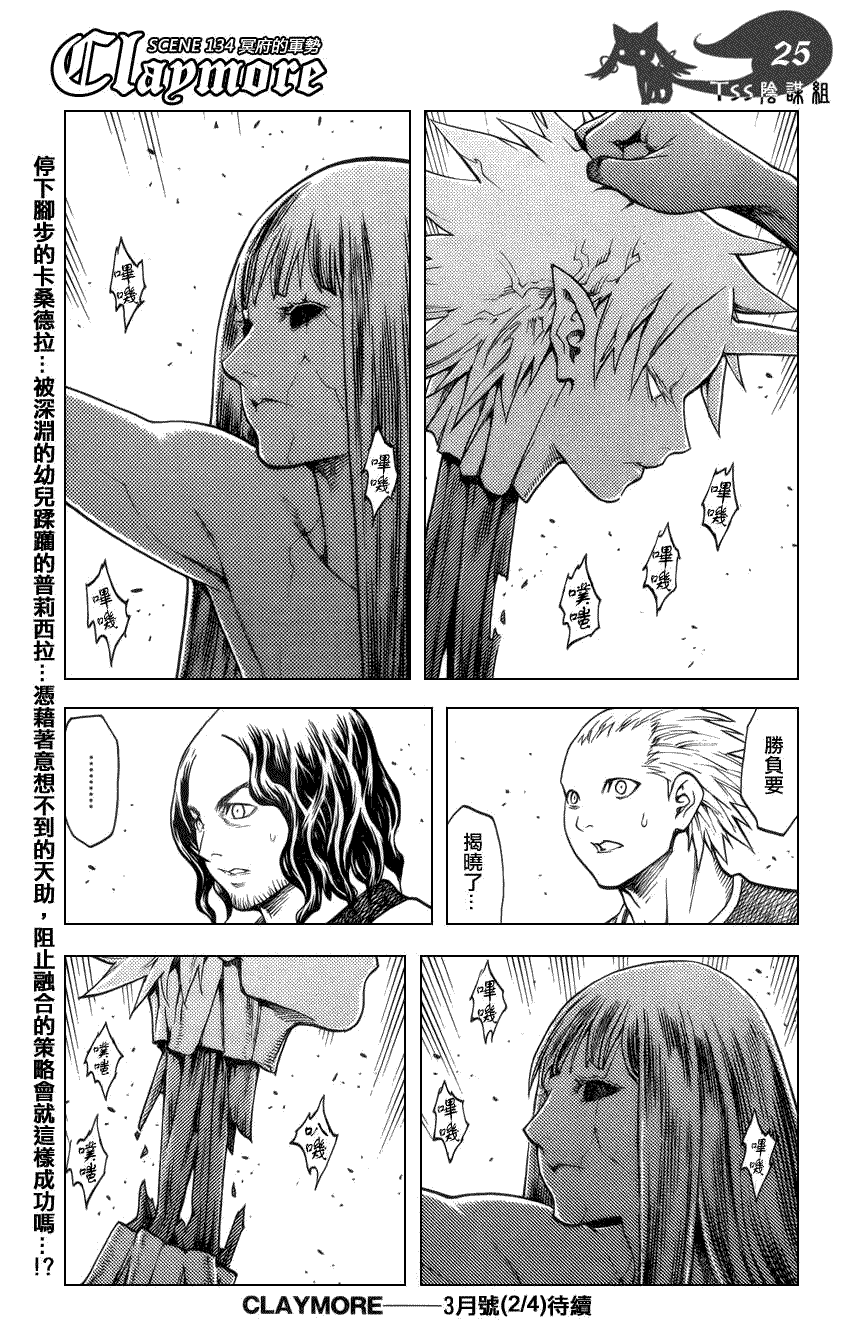 SCENE 134 冥府的軍勢
Claymore
25
Tss陰謀組
嗶嘰
嗶嘰
噗嗤
嗶嘰
嗶嘰
嗶嘰
勝負要
揭曉了…
………
嗶嘰
嗶嘰
嗶嘰
噗嗤
噗嗤
停下腳步的卡桑德拉…被深淵的幼兒蹂躪的普莉西拉…憑藉著意想不到的天助，阻止融合的策略會就這樣成功嗎…!?
CLAYMORE——3月號(2/4)待續